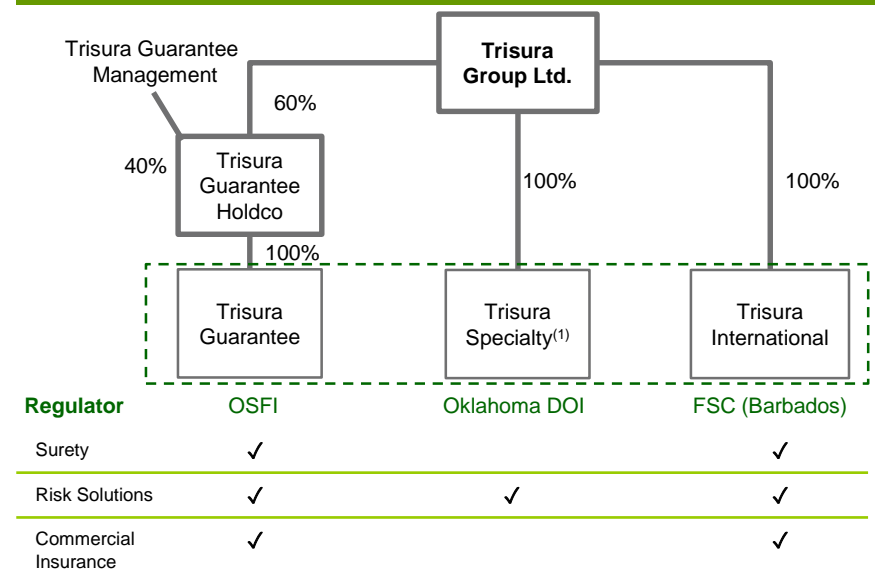 Trisura Guarantee
Management
Trisura
Group Ltd.
60%
40%
Trisura
Guarantee
Holdco
100%
100%
100%
Trisura
Guarantee
Trisura
Specialty(1)
Trisura
International
Regulator OSFI Oklahoma DOI FSC (Barbados)
Surety ✓ ✓
Risk Solutions ✓ ✓ ✓
Commercial
Insurance ✓ ✓